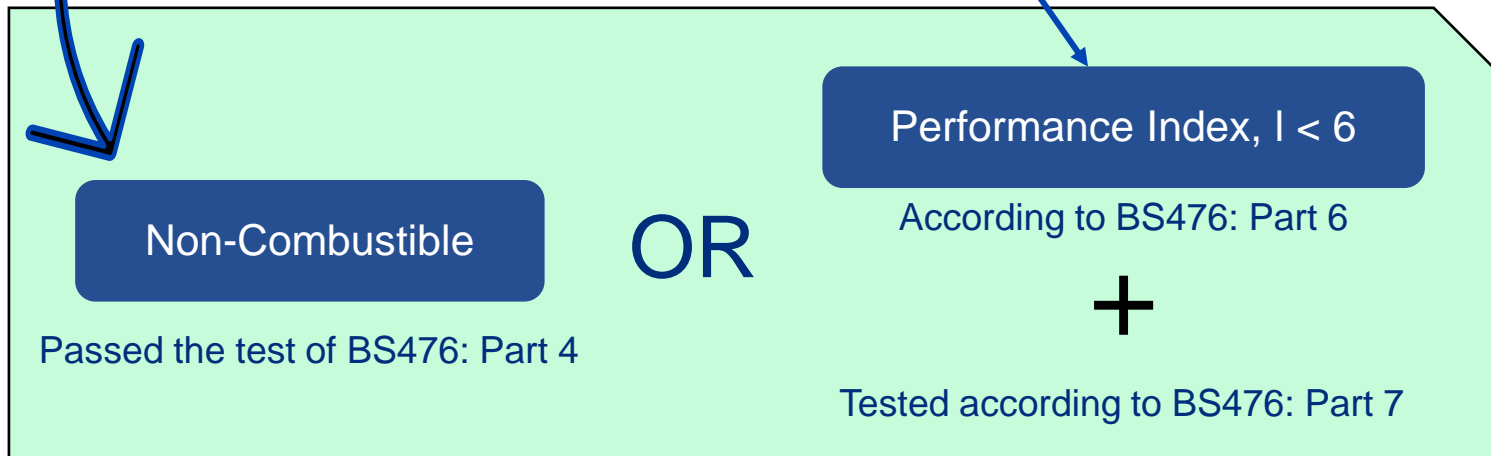 Non-Combustible
Passed the test of BS476: Part 4
OR
Performance Index, I < 6
According to BS476: Part 6
+
Tested according to BS476: Part 7